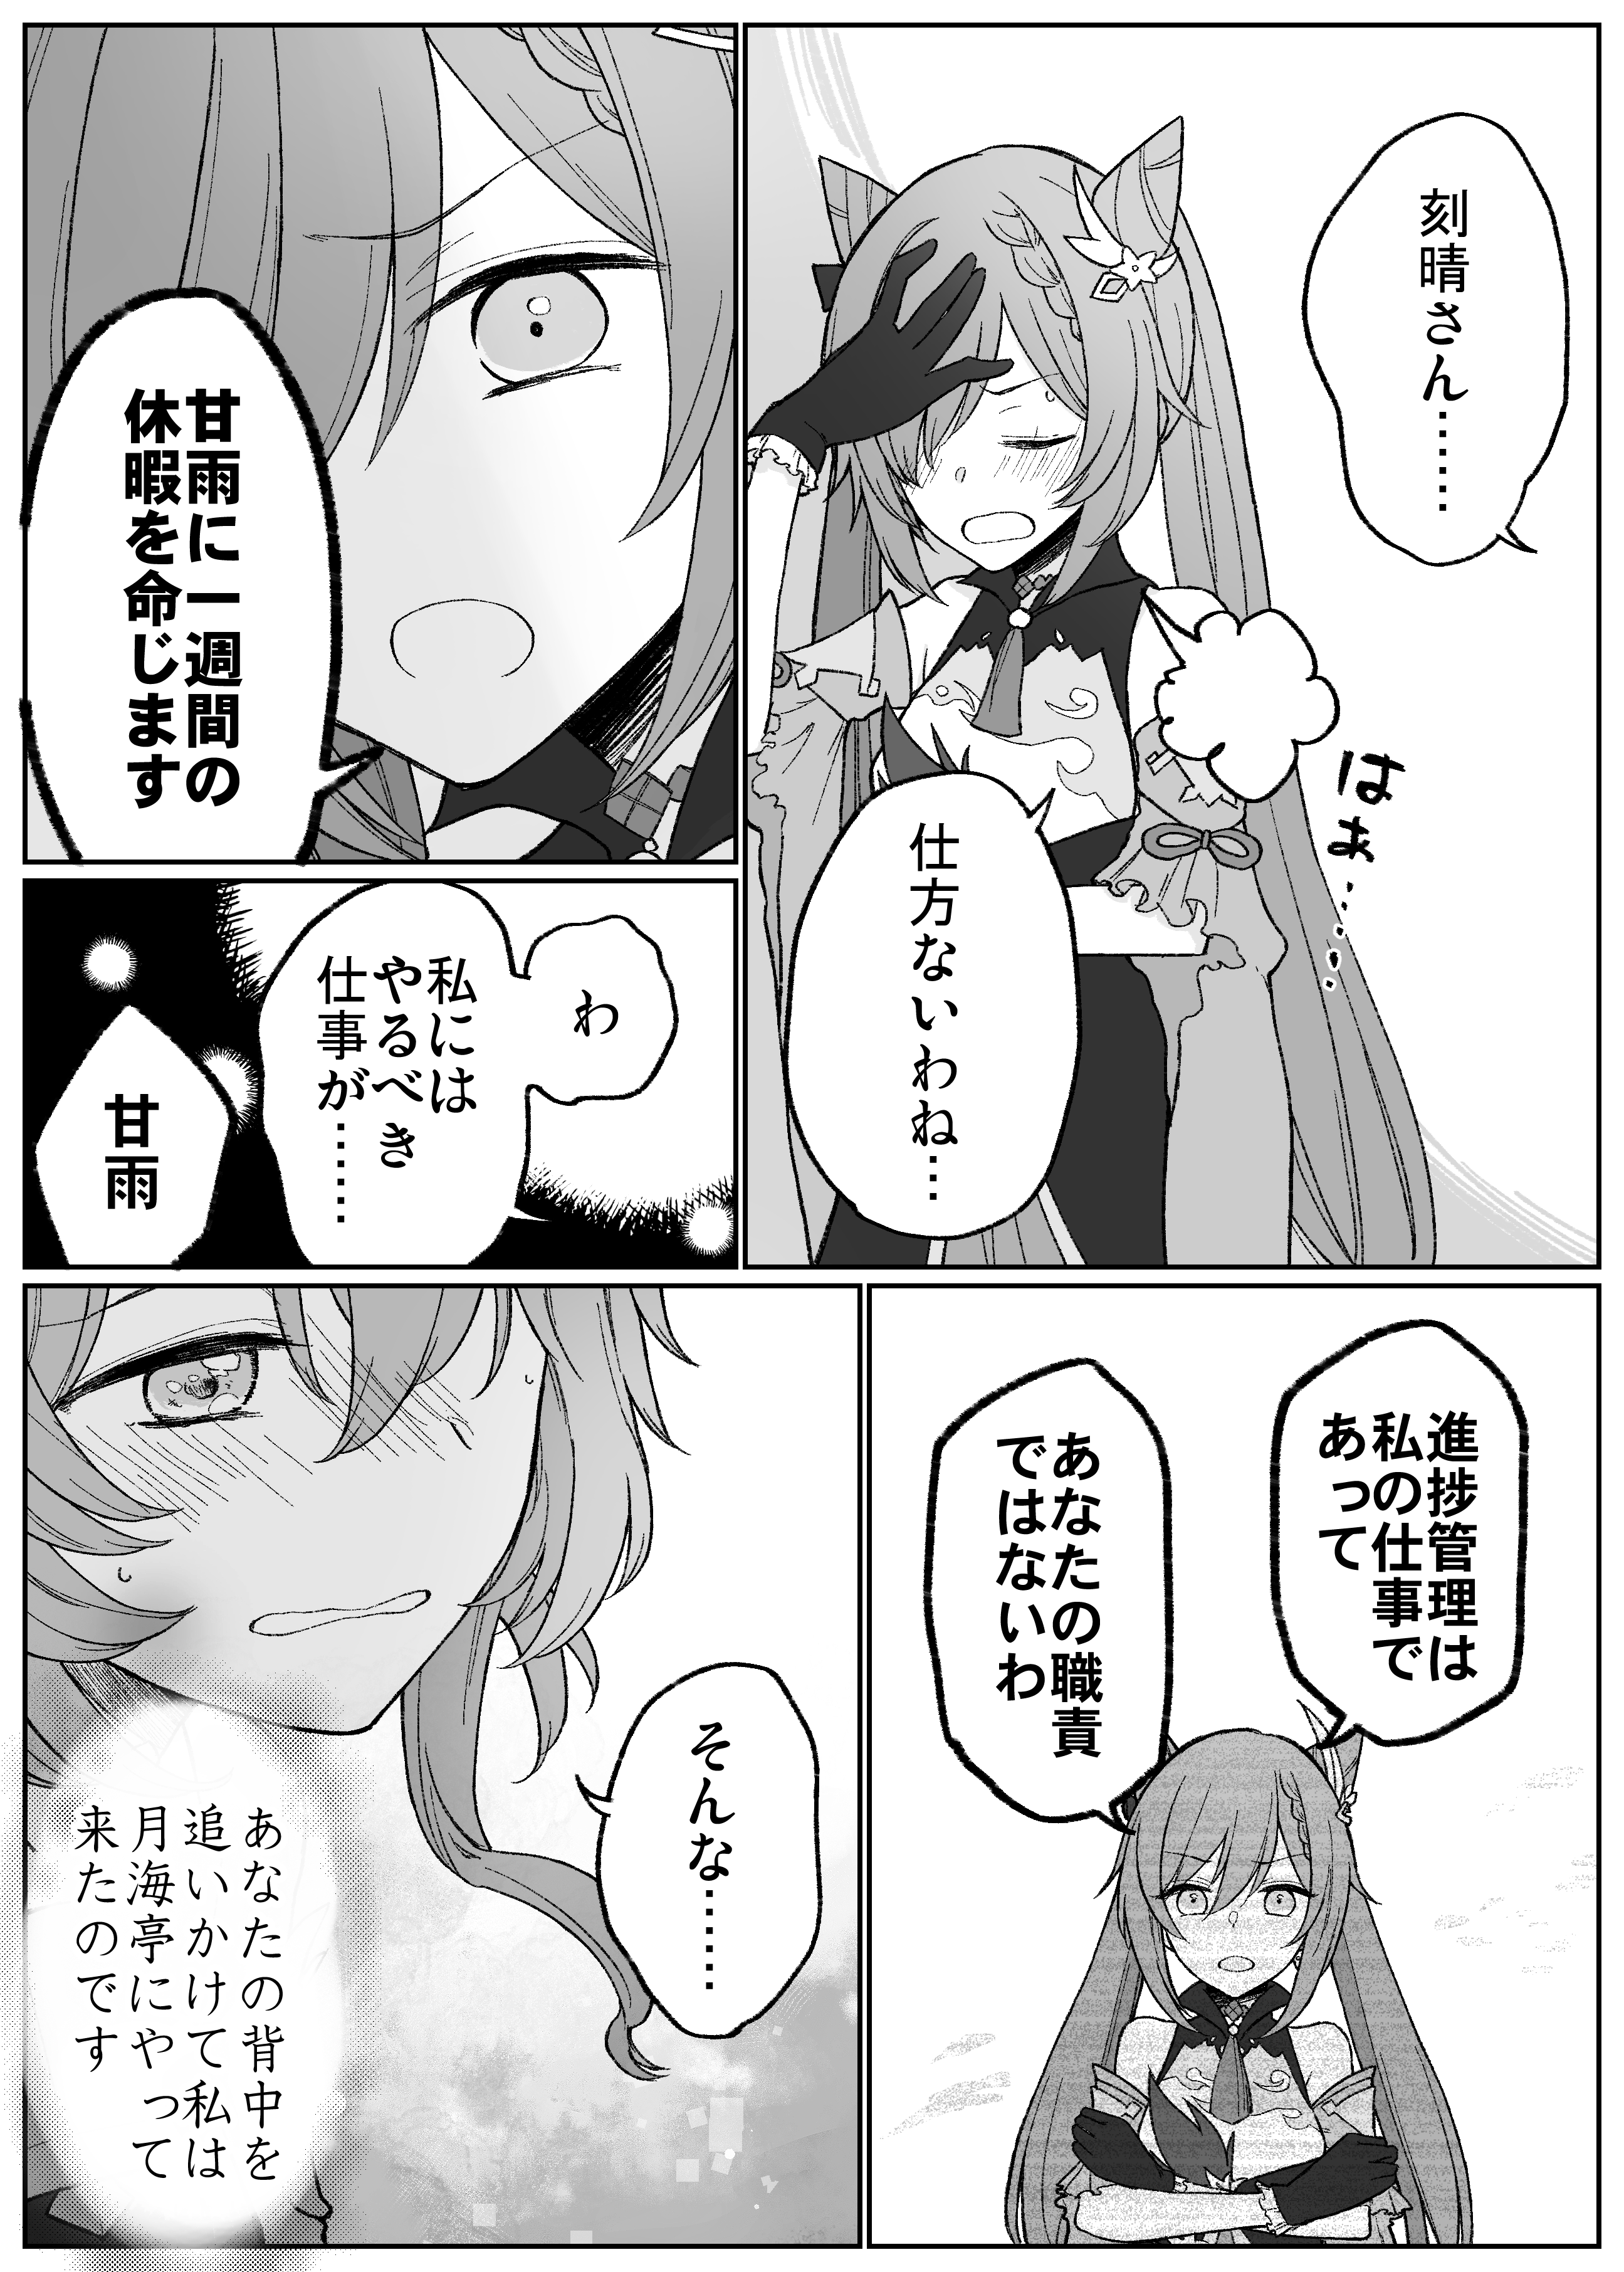 刻晴さん……
はぁ……
仕方ないわね…
甘雨に一週間の
休暇を命じます
わ
私には
やるべき
仕事が……
甘雨
進捗管理は
私の仕事で
あって
あなたの職責
ではないわ
そんな……
あなたの背中を
追いかけて私は
月海亭にやって
来たのです